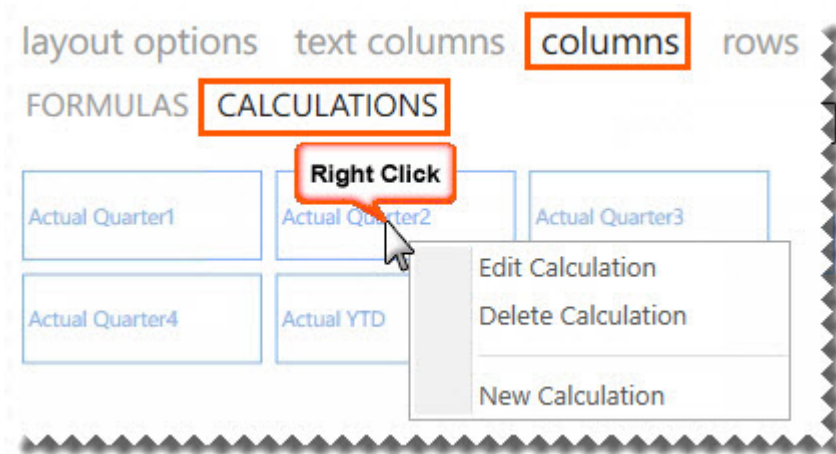 layout options text columns columns rows
FORMULAS CALCULATIONS
Right Click
Actual Quarter1 Actual Quarter2 Actual Quarter3
Edit Calculation
Actual Quarter4 Actual YTD Delete Calculation
New Calculation